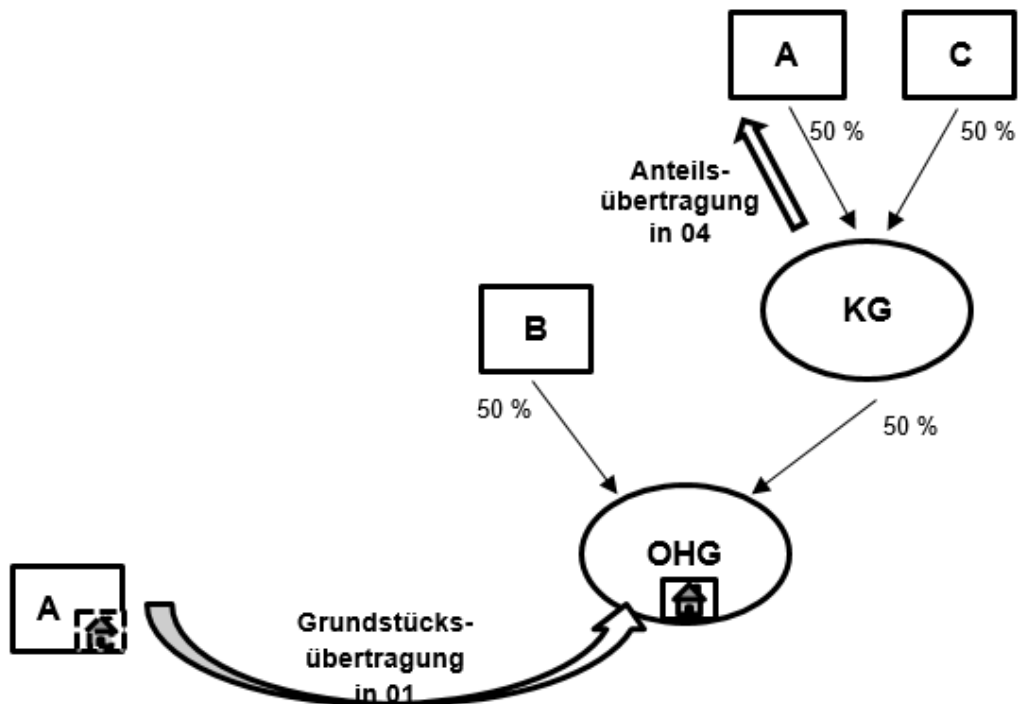 A
C
50 %
50 %
Anteils-
übertragung
in 04
KG
B
50 %
50 %
OHG
A
Grundstücks-
übertragung
in 01